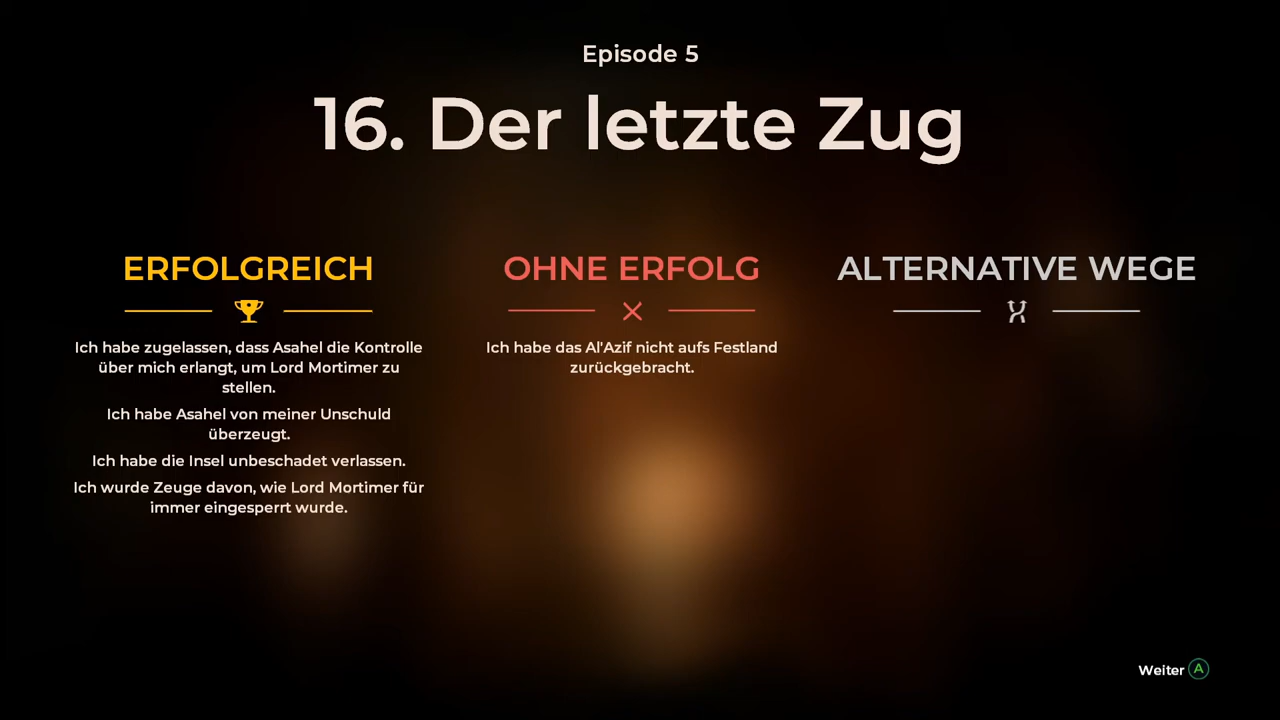 Episode 5
16. Der letzte Zug
ERFOLGREICH
Ich habe zugelassen, dass Asahel die Kontrolle
über mich erlangt, um Lord Mortimer zu
stellen.
Ich habe Asahel von meiner Unschuld
überzeugt.
Ich habe die Insel unbeschadet verlassen.
Ich wurde Zeuge davon, wie Lord Mortimer für
immer eingesperrt wurde.
OHNE ERFOLG
Ich habe das Al'Azif nicht aufs Festland
zurückgebracht.
ALTERNATIVE WEGE
Weiter A